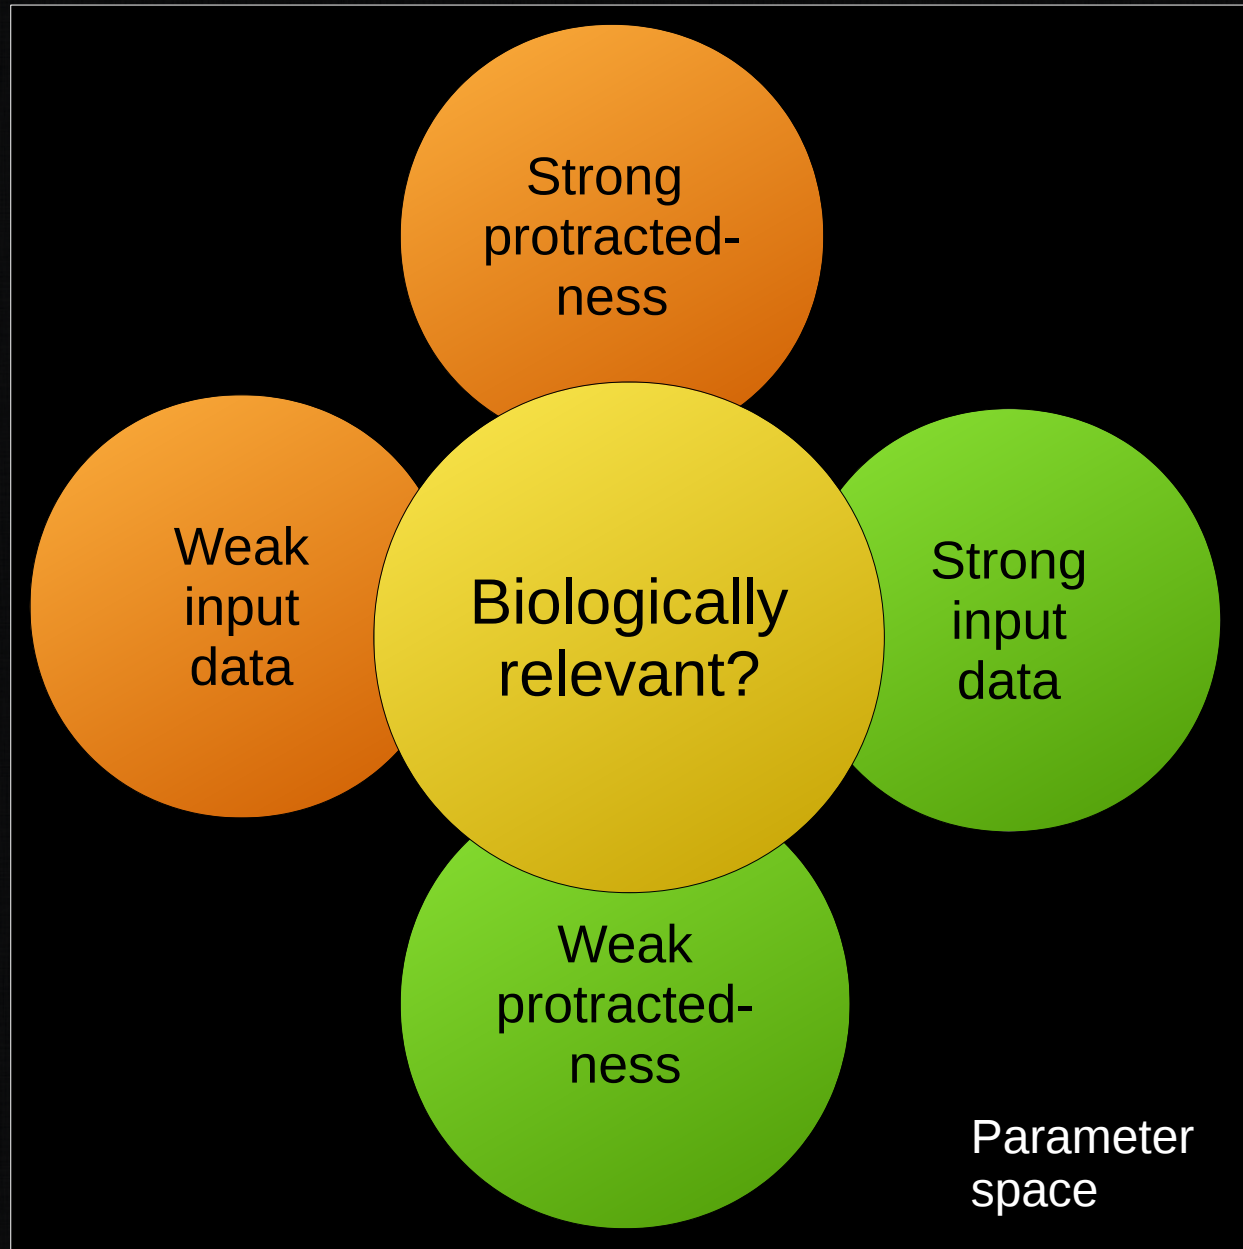 Strong
protracted-
ness
Weak
input
data
Biologically
relevant?
Strong
input
data
Weak
protracted-
ness
Parameter
space